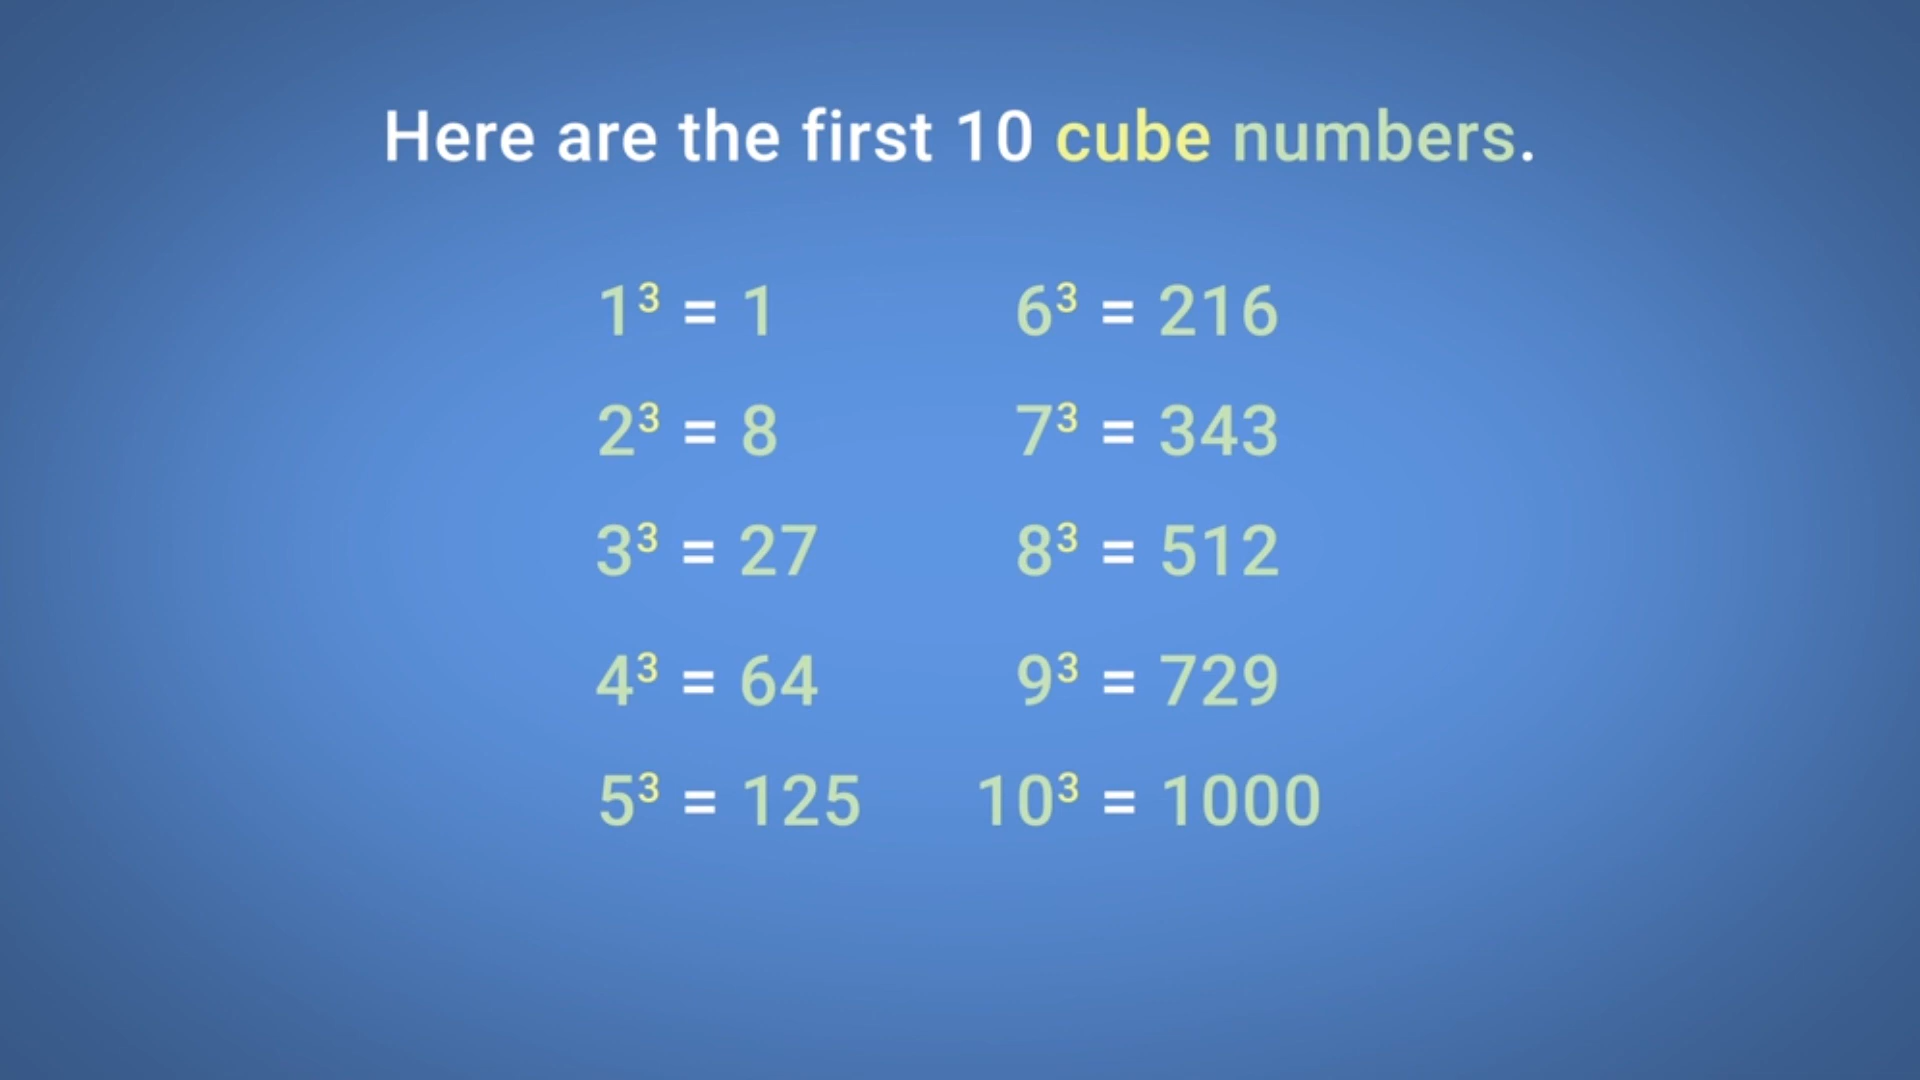 Here are the first 10 cube numbers.
1³ = 1
2³ = 8
3³ = 27
4³ = 64
5³ = 125
6³ = 216
7³ = 343
8³ = 512
9³ = 729
10³ = 1000